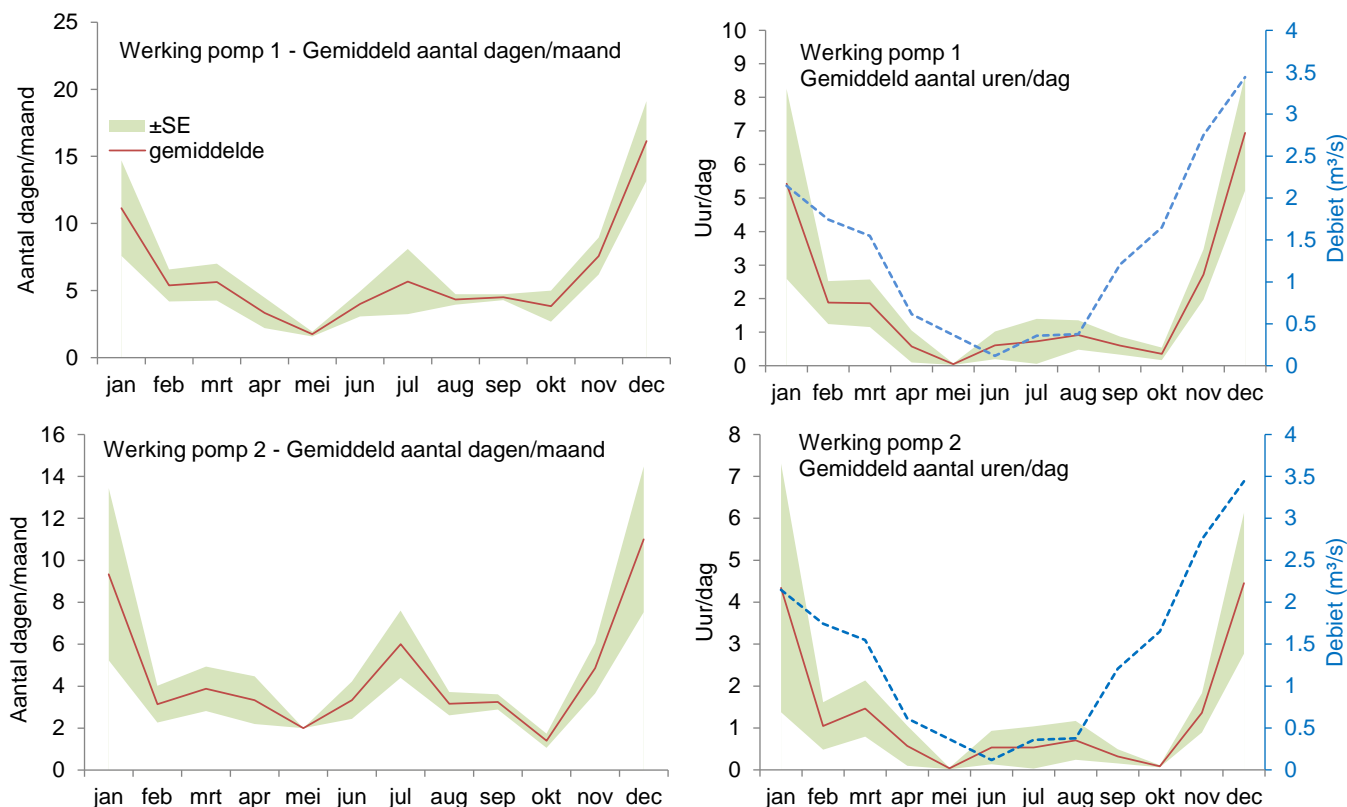 Werking pomp 1 - Gemiddeld aantal dagen/maand
Aantal dagen/maand
25
20
15
10
5
0
±SE
gemiddelde
jan feb mrt apr mei jun jul aug sep okt nov dec
Werking pomp 1
Gemiddeld aantal uren/dag
Uur/dag
10
9
8
7
6
5
4
3
2
1
0
4
3.5
3
2.5
2
1.5
1
0.5
0
Debiet (m³/s)
jan feb mrt apr mei jun jul aug sep okt nov dec
Werking pomp 2 - Gemiddeld aantal dagen/maand
Aantal dagen/maand
16
14
12
10
8
6
4
2
0
jan feb mrt apr mei jun jul aug sep okt nov dec
Werking pomp 2
Gemiddeld aantal uren/dag
Uur/dag
8
7
6
5
4
3
2
1
0
4
3.5
3
2.5
2
1.5
1
0.5
0
Debiet (m³/s)
jan feb mrt apr mei jun jul aug sep okt nov dec